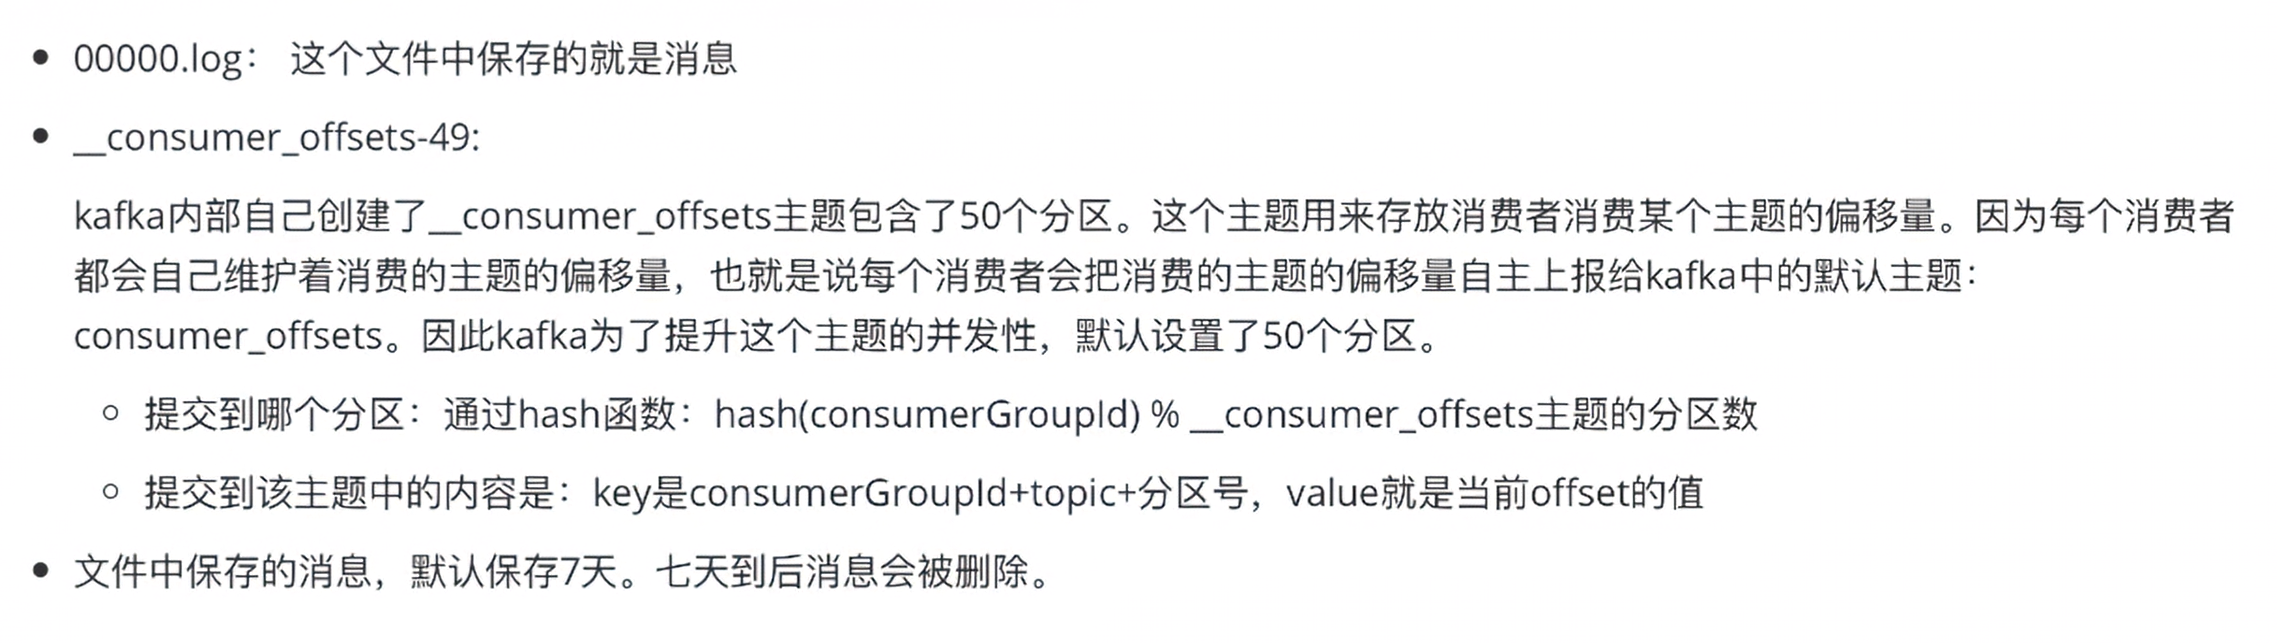 • 00000.log： 这个文件中保存的就是消息
• __consumer_offsets-49:
kafka内部自己创建了__consumer_offsets主题包含了50个分区。这个主题用来存放消费者消费某个主题的偏移量。因为每个消费者
都会自己维护着消费的主题的偏移量，也就是说每个消费者会把消费的主题的偏移量自主上报给kafka中的默认主题：
consumer_offsets。因此kafka为了提升这个主题的并发性，默认设置了50个分区。
○ 提交到哪个分区：通过hash函数：hash(consumerGroupId) % __consumer_offsets主题的分区数
○ 提交到该主题中的内容是：key是consumerGroupId+topic+分区号，value就是当前offset的值
• 文件中保存的消息，默认保存7天。七天到后消息会被删除。